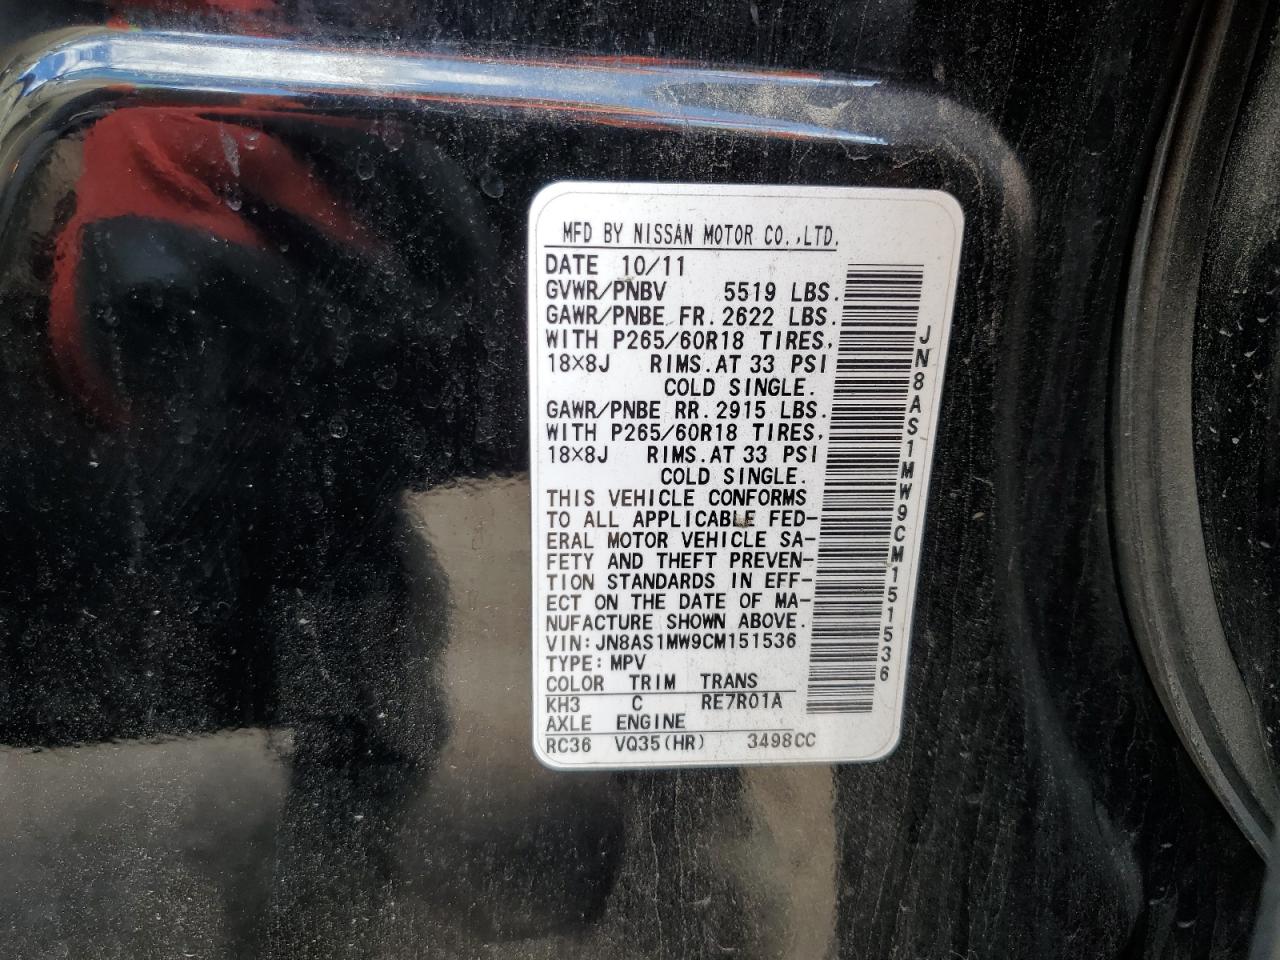 MFD BY NISSAN MOTOR CO.,LTD.
DATE 10/11
GVWR/PNBV 5519 LBS.
GAWR/PNBE FR. 2622 LBS.
WITH P265/60R18 TIRES,
18×8J RIMS. AT 33 PSI
COLD SINGLE.
GAWR/PNBE RR. 2915 LBS.
WITH P265/60R18 TIRES,
18×8J RIMS. AT 33 PSI
COLD SINGLE.
THIS VEHICLE CONFORMS
TO ALL APPLICABLE FED-
ERAL MOTOR VEHICLE SA-
FETY AND THEFT PREVEN-
TION STANDARDS IN EFF-
ECT ON THE DATE OF MA-
NUFACTURE SHOWN ABOVE.
VIN: JN8AS1MW9CM151536
TYPE: MPV
COLOR TRIM TRANS
KH3 C RE7R01A
AXLE ENGINE
RC36 VQ35(HR) 3498CC
JN8AS1MW9CM151536